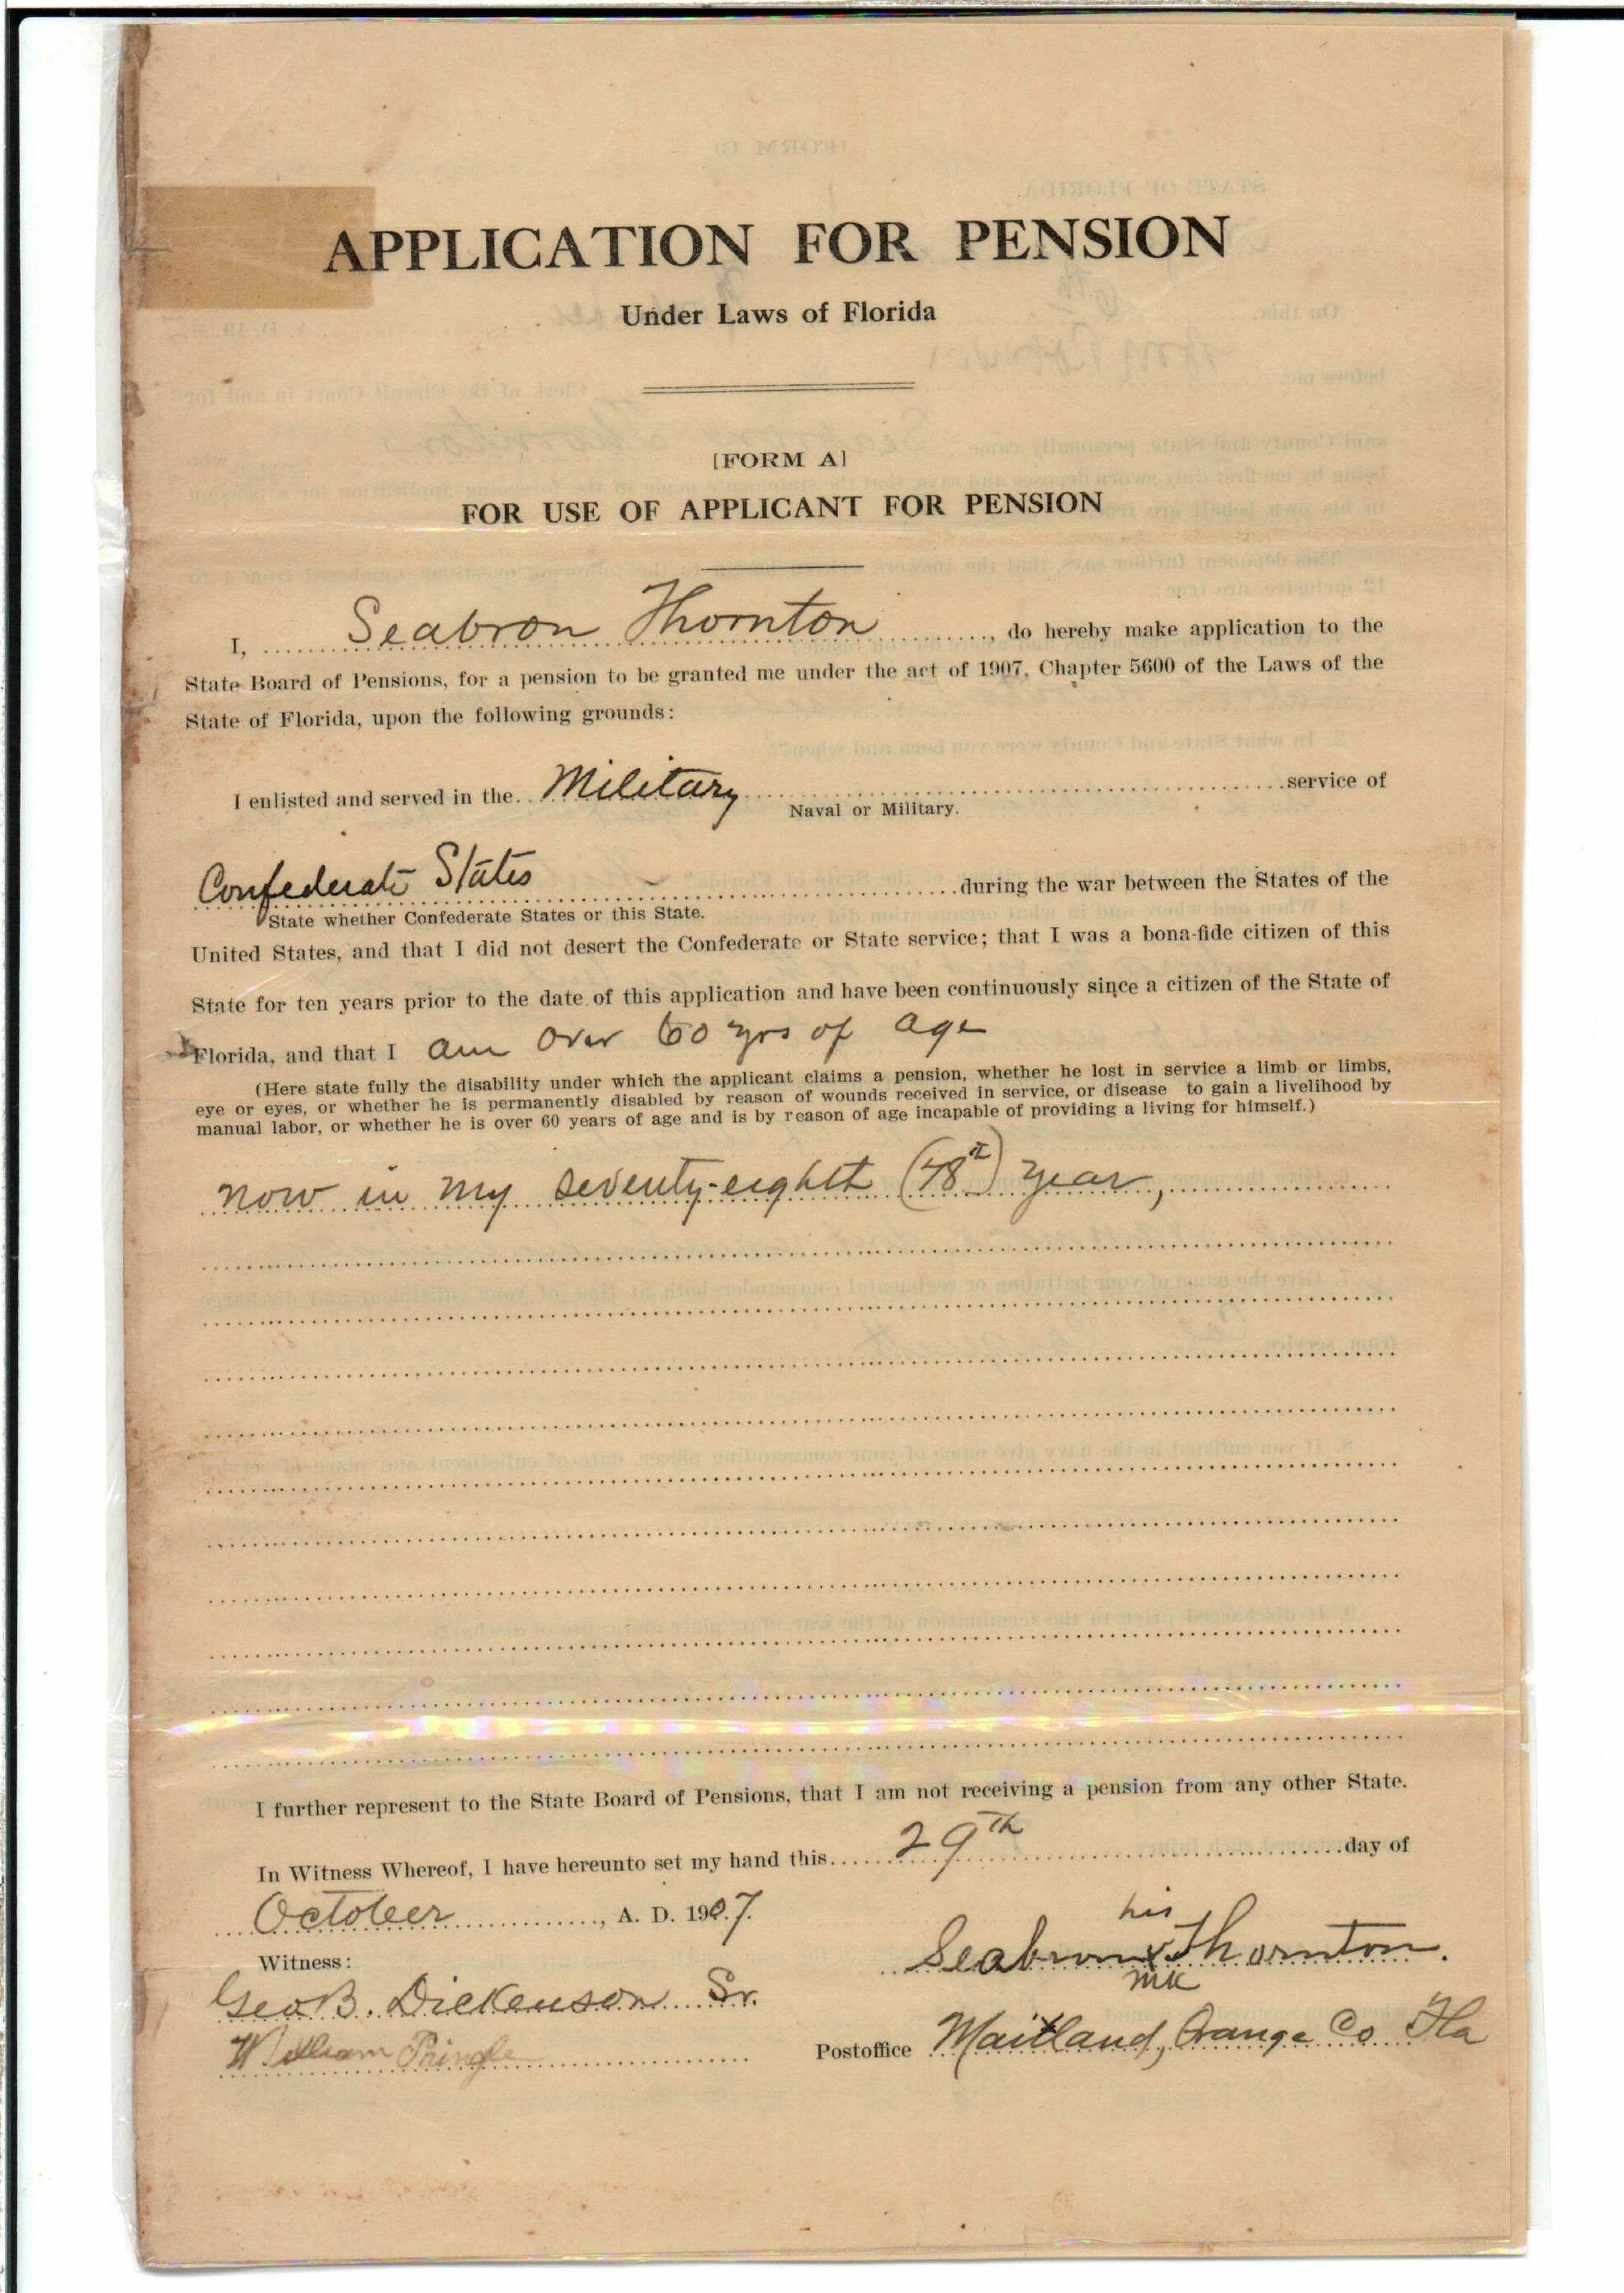 APPLICATION FOR PENSION
Under Laws of Florida
[FORM A]
FOR USE OF APPLICANT FOR PENSION
I, Seabron Thornton, do hereby make application to the
State Board of Pensions, for a pension to be granted me under the act of 1907, Chapter 5600 of the Laws of the
State of Florida, upon the following grounds:
I enlisted and served in the Military service of
Naval or Military.
Confederate States during the war between the States of the
State whether Confederate States or this State.
United States, and that I did not desert the Confederate or State service; that I was a bona-fide citizen of this
State for ten years prior to the date of this application and have been continuously since a citizen of the State of
Florida, and that I am over 60 yrs of age
(Here state fully the disability under which the applicant claims a pension, whether he lost in service a limb or limbs,
eye or eyes, or whether he is permanently disabled by reason of wounds received in service, or disease to gain a livelihood by
manual labor, or whether he is over 60 years of age and is by reason of age incapable of providing a living for himself.)
now in my seventy-eighth year,
I further represent to the State Board of Pensions, that I am not receiving a pension from any other State.
In Witness Whereof, I have hereunto set my hand this 29th day of
October, A. D. 1907.
his
Witness:
Seabron x Thornton.
mk
Geo B. Dickenson Sr.
William Pringle
Postoffice Maitland, Orange Co Fla